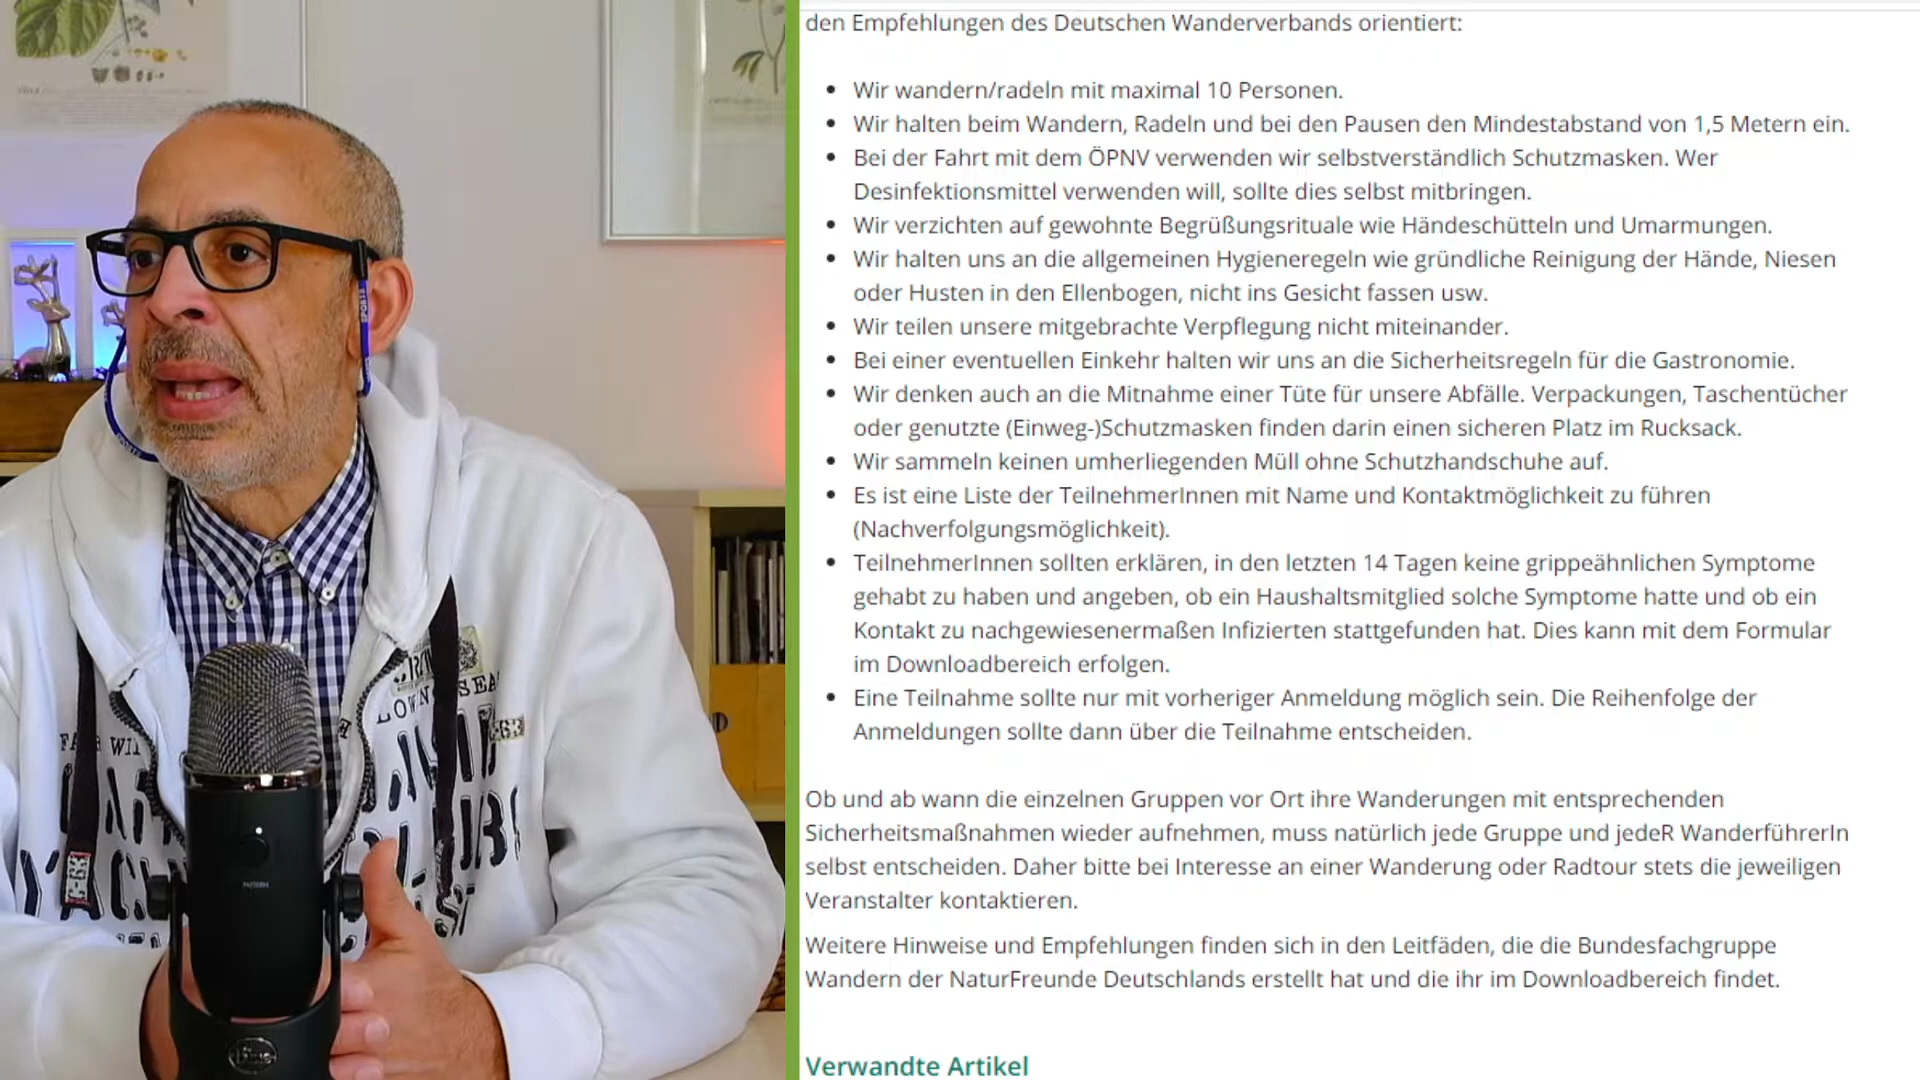 den Empfehlungen des Deutschen Wanderverbands orientiert:
Wir wandern/radeln mit maximal 10 Personen.
Wir halten beim Wandern, Radeln und bei den Pausen den Mindestabstand von 1,5 Metern ein.
Bei der Fahrt mit dem ÖPNV verwenden wir selbstverständlich Schutzmasken. Wer
Desinfektionsmittel verwenden will, sollte dies selbst mitbringen.
Wir verzichten auf gewohnte Begrüßungsrituale wie Händeschütteln und Umarmungen.
Wir halten uns an die allgemeinen Hygieneregeln wie gründliche Reinigung der Hände, Niesen
oder Husten in den Ellenbogen, nicht ins Gesicht fassen usw.
Wir teilen unsere mitgebrachte Verpflegung nicht miteinander.
Bei einer eventuellen Einkehr halten wir uns an die Sicherheitsregeln für die Gastronomie.
Wir denken auch an die Mitnahme einer Tüte für unsere Abfälle. Verpackungen, Taschentücher
oder genutzte (Einweg-)Schutzmasken finden darin einen sicheren Platz im Rucksack.
Wir sammeln keinen umherliegenden Müll ohne Schutzhandschuhe auf.
Es ist eine Liste der TeilnehmerInnen mit Name und Kontaktmöglichkeit zu führen
(Nachverfolgungsmöglichkeit).
TeilnehmerInnen sollten erklären, in den letzten 14 Tagen keine grippeähnlichen Symptome
gehabt zu haben und angeben, ob ein Haushaltsmitglied solche Symptome hatte und ob ein
Kontakt zu nachgewiesenermaßen Infizierten stattgefunden hat. Dies kann mit dem Formular
im Downloadbereich erfolgen.
Eine Teilnahme sollte nur mit vorheriger Anmeldung möglich sein. Die Reihenfolge der
Anmeldungen sollte dann über die Teilnahme entscheiden.
Ob und ab wann die einzelnen Gruppen vor Ort ihre Wanderungen mit entsprechenden
Sicherheitsmaßnahmen wieder aufnehmen, muss natürlich jede Gruppe und jedeR WanderführerIn
selbst entscheiden. Daher bitte bei Interesse an einer Wanderung oder Radtour stets die jeweiligen
Veranstalter kontaktieren.
Weitere Hinweise und Empfehlungen finden sich in den Leitfäden, die die Bundesfachgruppe
Wandern der NaturFreunde Deutschlands erstellt hat und die ihr im Downloadbereich findet.
Verwandte Artikel